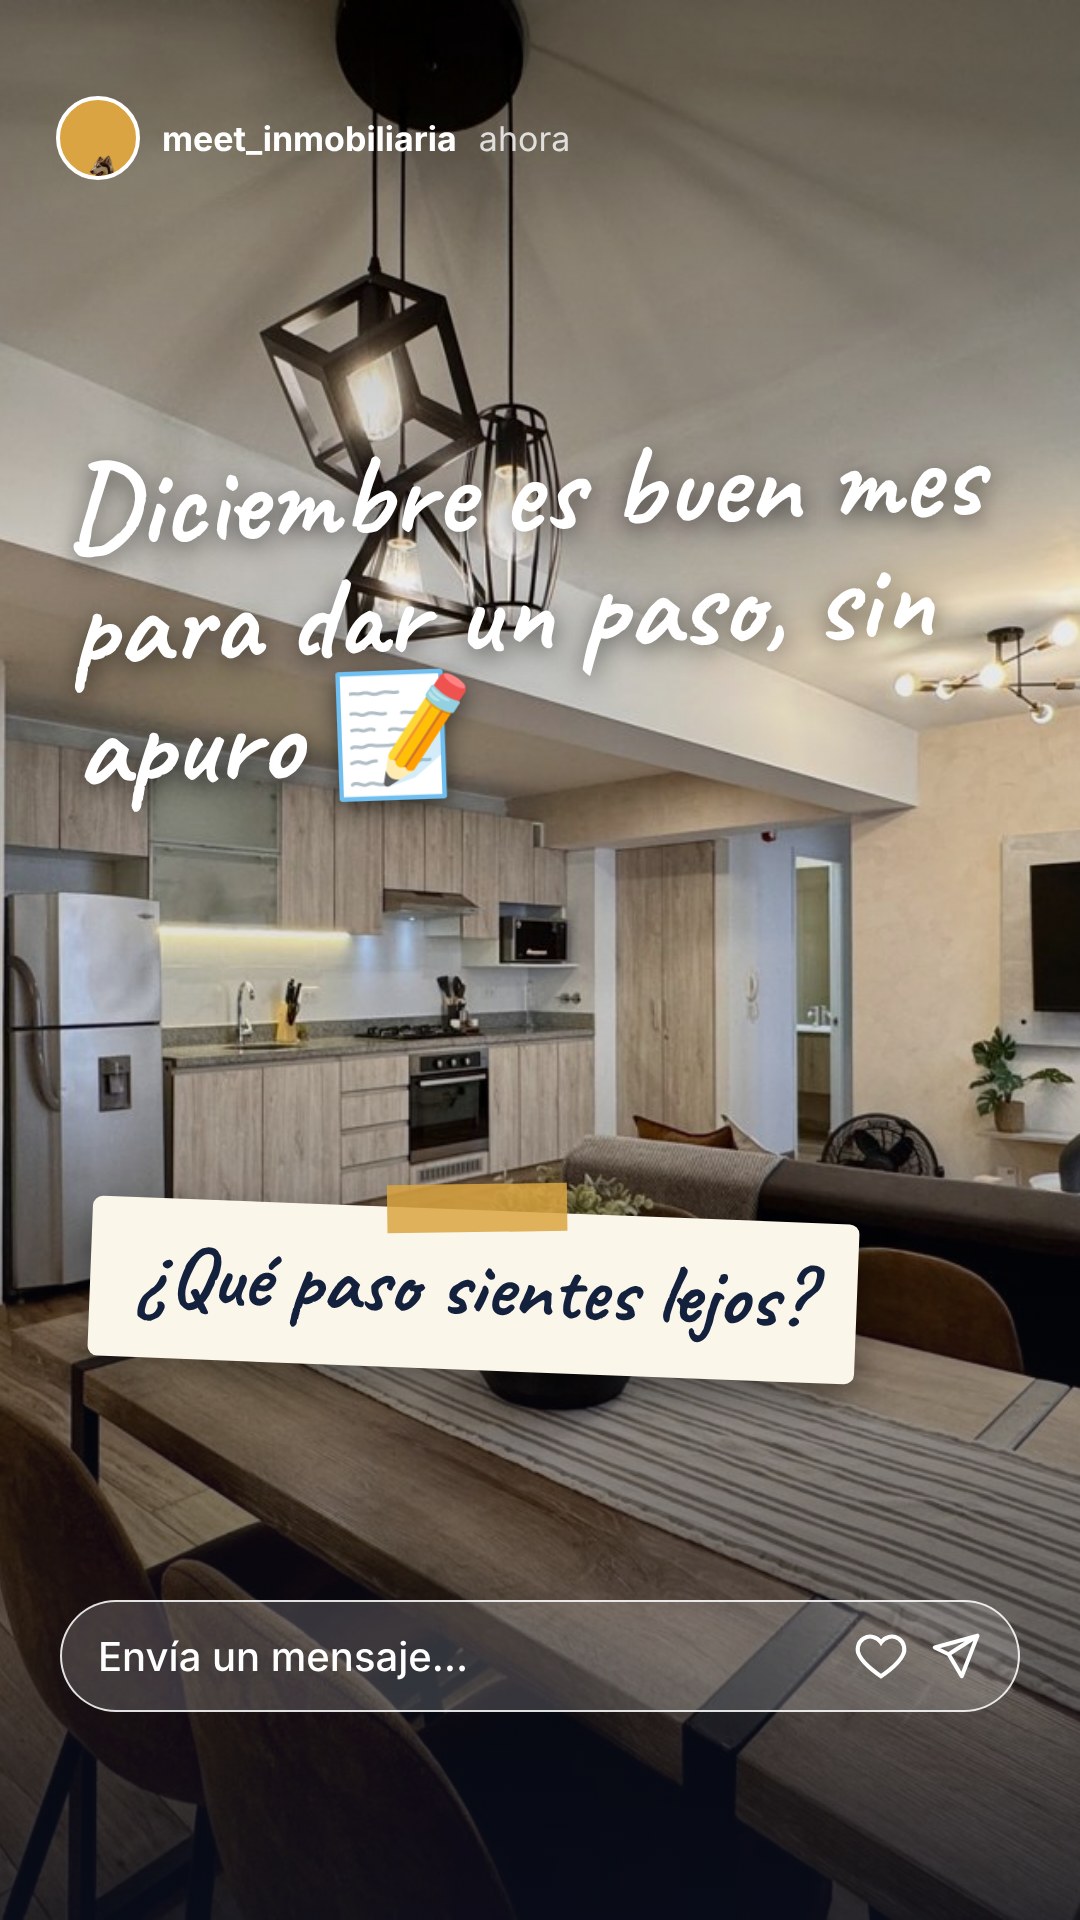 meet_inmobiliaria ahora
Diciembre es buen mes
para dar un paso, sin
apuro 📝
¿Qué paso sientes lejos?
Envía un mensaje...